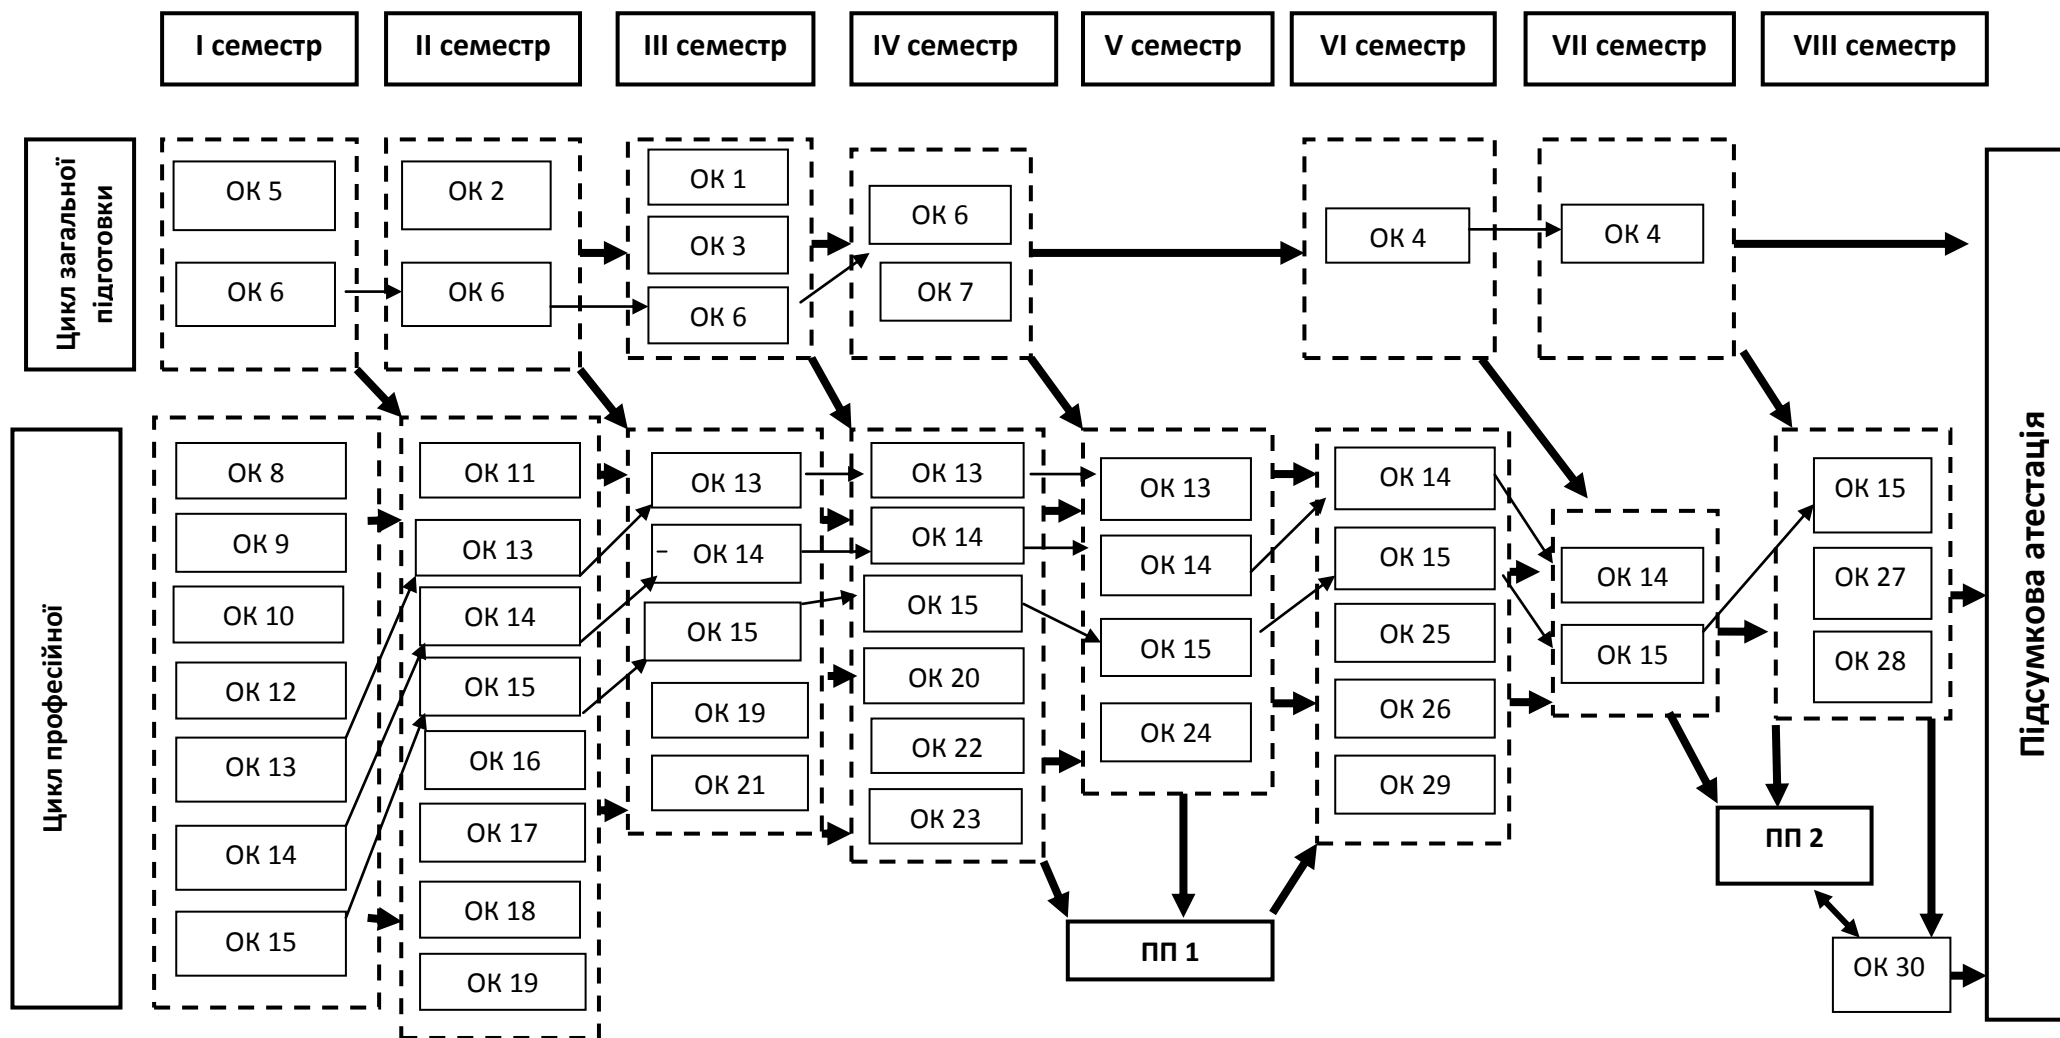 І семестр
ІІ семестр
ІІІ семестр
IV семестр
V семестр
VI семестр
VII семестр
VIII семестр
Цикл загальної
підготовки
ОК 5
ОК 6
ОК 2
ОК 6
ОК 1
ОК 3
ОК 6
ОК 6
ОК 7
ОК 4
ОК 4
Цикл професійної
ОК 8
ОК 9
ОК 10
ОК 12
ОК 13
ОК 14
ОК 15
ОК 11
ОК 13
ОК 14
ОК 15
ОК 16
ОК 17
ОК 18
ОК 19
ОК 13
– ОК 14
ОК 15
ОК 19
ОК 21
ОК 13
ОК 14
ОК 15
ОК 20
ОК 22
ОК 23
ОК 13
ОК 14
ОК 15
ОК 24
ПП 1
ОК 14
ОК 15
ОК 25
ОК 26
ОК 29
ОК 14
ОК 15
ОК 15
ОК 27
ОК 28
ПП 2
ОК 30
Підсумкова атестація